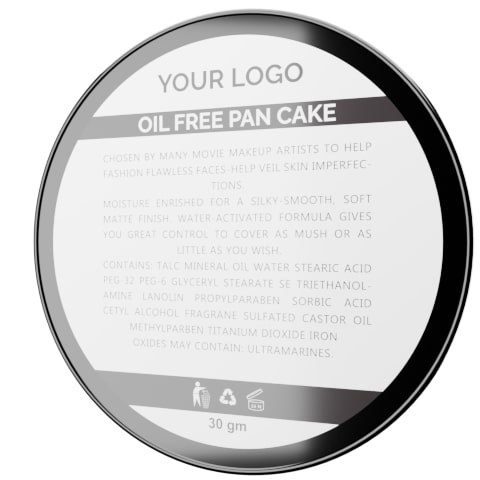 YOUR LOGO
OIL FREE PAN CAKE
CHOSEN BY MANY MOVIE MAKEUP ARTISTS TO HELP
FASHION FLAWLESS FACES-HELP VEIL SKIN IMPERFEC-
TIONS.
MOISTURE ENRISHED FOR A SILKY-SMOOTH, SOFT
MATTE FINISH, WATER-ACTIVATED FORMULA GIVES
YOU GREAT CONTROL TO COVER AS MUSH OR AS
LITTLE AS YOU WISH.
CONTAINS: TALC MINERAL OIL WATER STEARIC ACID
PEG-32 PEG-6 GLYCERYL STEARATE SE TRIETHANOL-
AMINE LANOLIN PROPYLPARABEN SORBIC ACID
CETYL ALCOHOL FRAGRANE SULFATED CASTOR OIL
METHYLPARBEN TITANIUM DIOXIDE IRON
OXIDES MAY CONTAIN: ULTRAMARINES.
30 gm